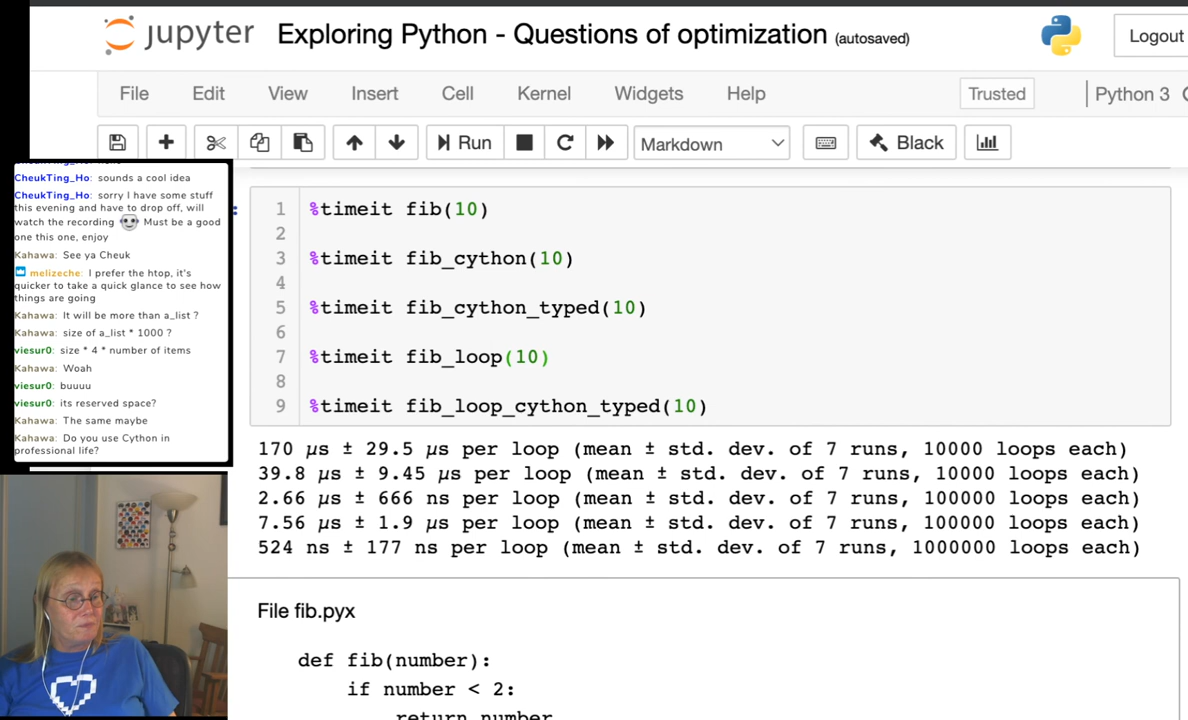 jupyter Exploring Python - Questions of optimization (autosaved)
Logout
File Edit View Insert Cell Kernel Widgets Help
Trusted
Python 3
Run
Markdown
Black
CheukTing_Ho: sounds a cool idea
CheukTing_Ho: sorry I have some stuff
this evening and have to drop off, will
watch the recording Must be a good
one this one, enjoy
Kahawa: See ya Cheuk
melizeche: I prefer the htop, it's
quicker to take a quick glance to see how
things are going
Kahawa: It will be more than a_list ?
Kahawa: size of a_list * 1000 ?
viesur0: size * 4 * number of items
Kahawa: Woah
viesur0: buuuu
viesur0: its reserved space?
Kahawa: The same maybe
Kahawa: Do you use Cython in
professional life?
1 %timeit fib(10)
2
3 %timeit fib_cython(10)
4
5 %timeit fib_cython_typed(10)
6
7 %timeit fib_loop(10)
8
9 %timeit fib_loop_cython_typed(10)
170 µs ± 29.5 µs per loop (mean ± std. dev. of 7 runs, 10000 loops each)
39.8 µs ± 9.45 µs per loop (mean ± std. dev. of 7 runs, 10000 loops each)
2.66 µs ± 666 ns per loop (mean ± std. dev. of 7 runs, 100000 loops each)
7.56 µs ± 1.9 µs per loop (mean ± std. dev. of 7 runs, 100000 loops each)
524 ns ± 177 ns per loop (mean ± std. dev. of 7 runs, 1000000 loops each)
File fib.pyx
def fib(number):
if number < 2:
return number